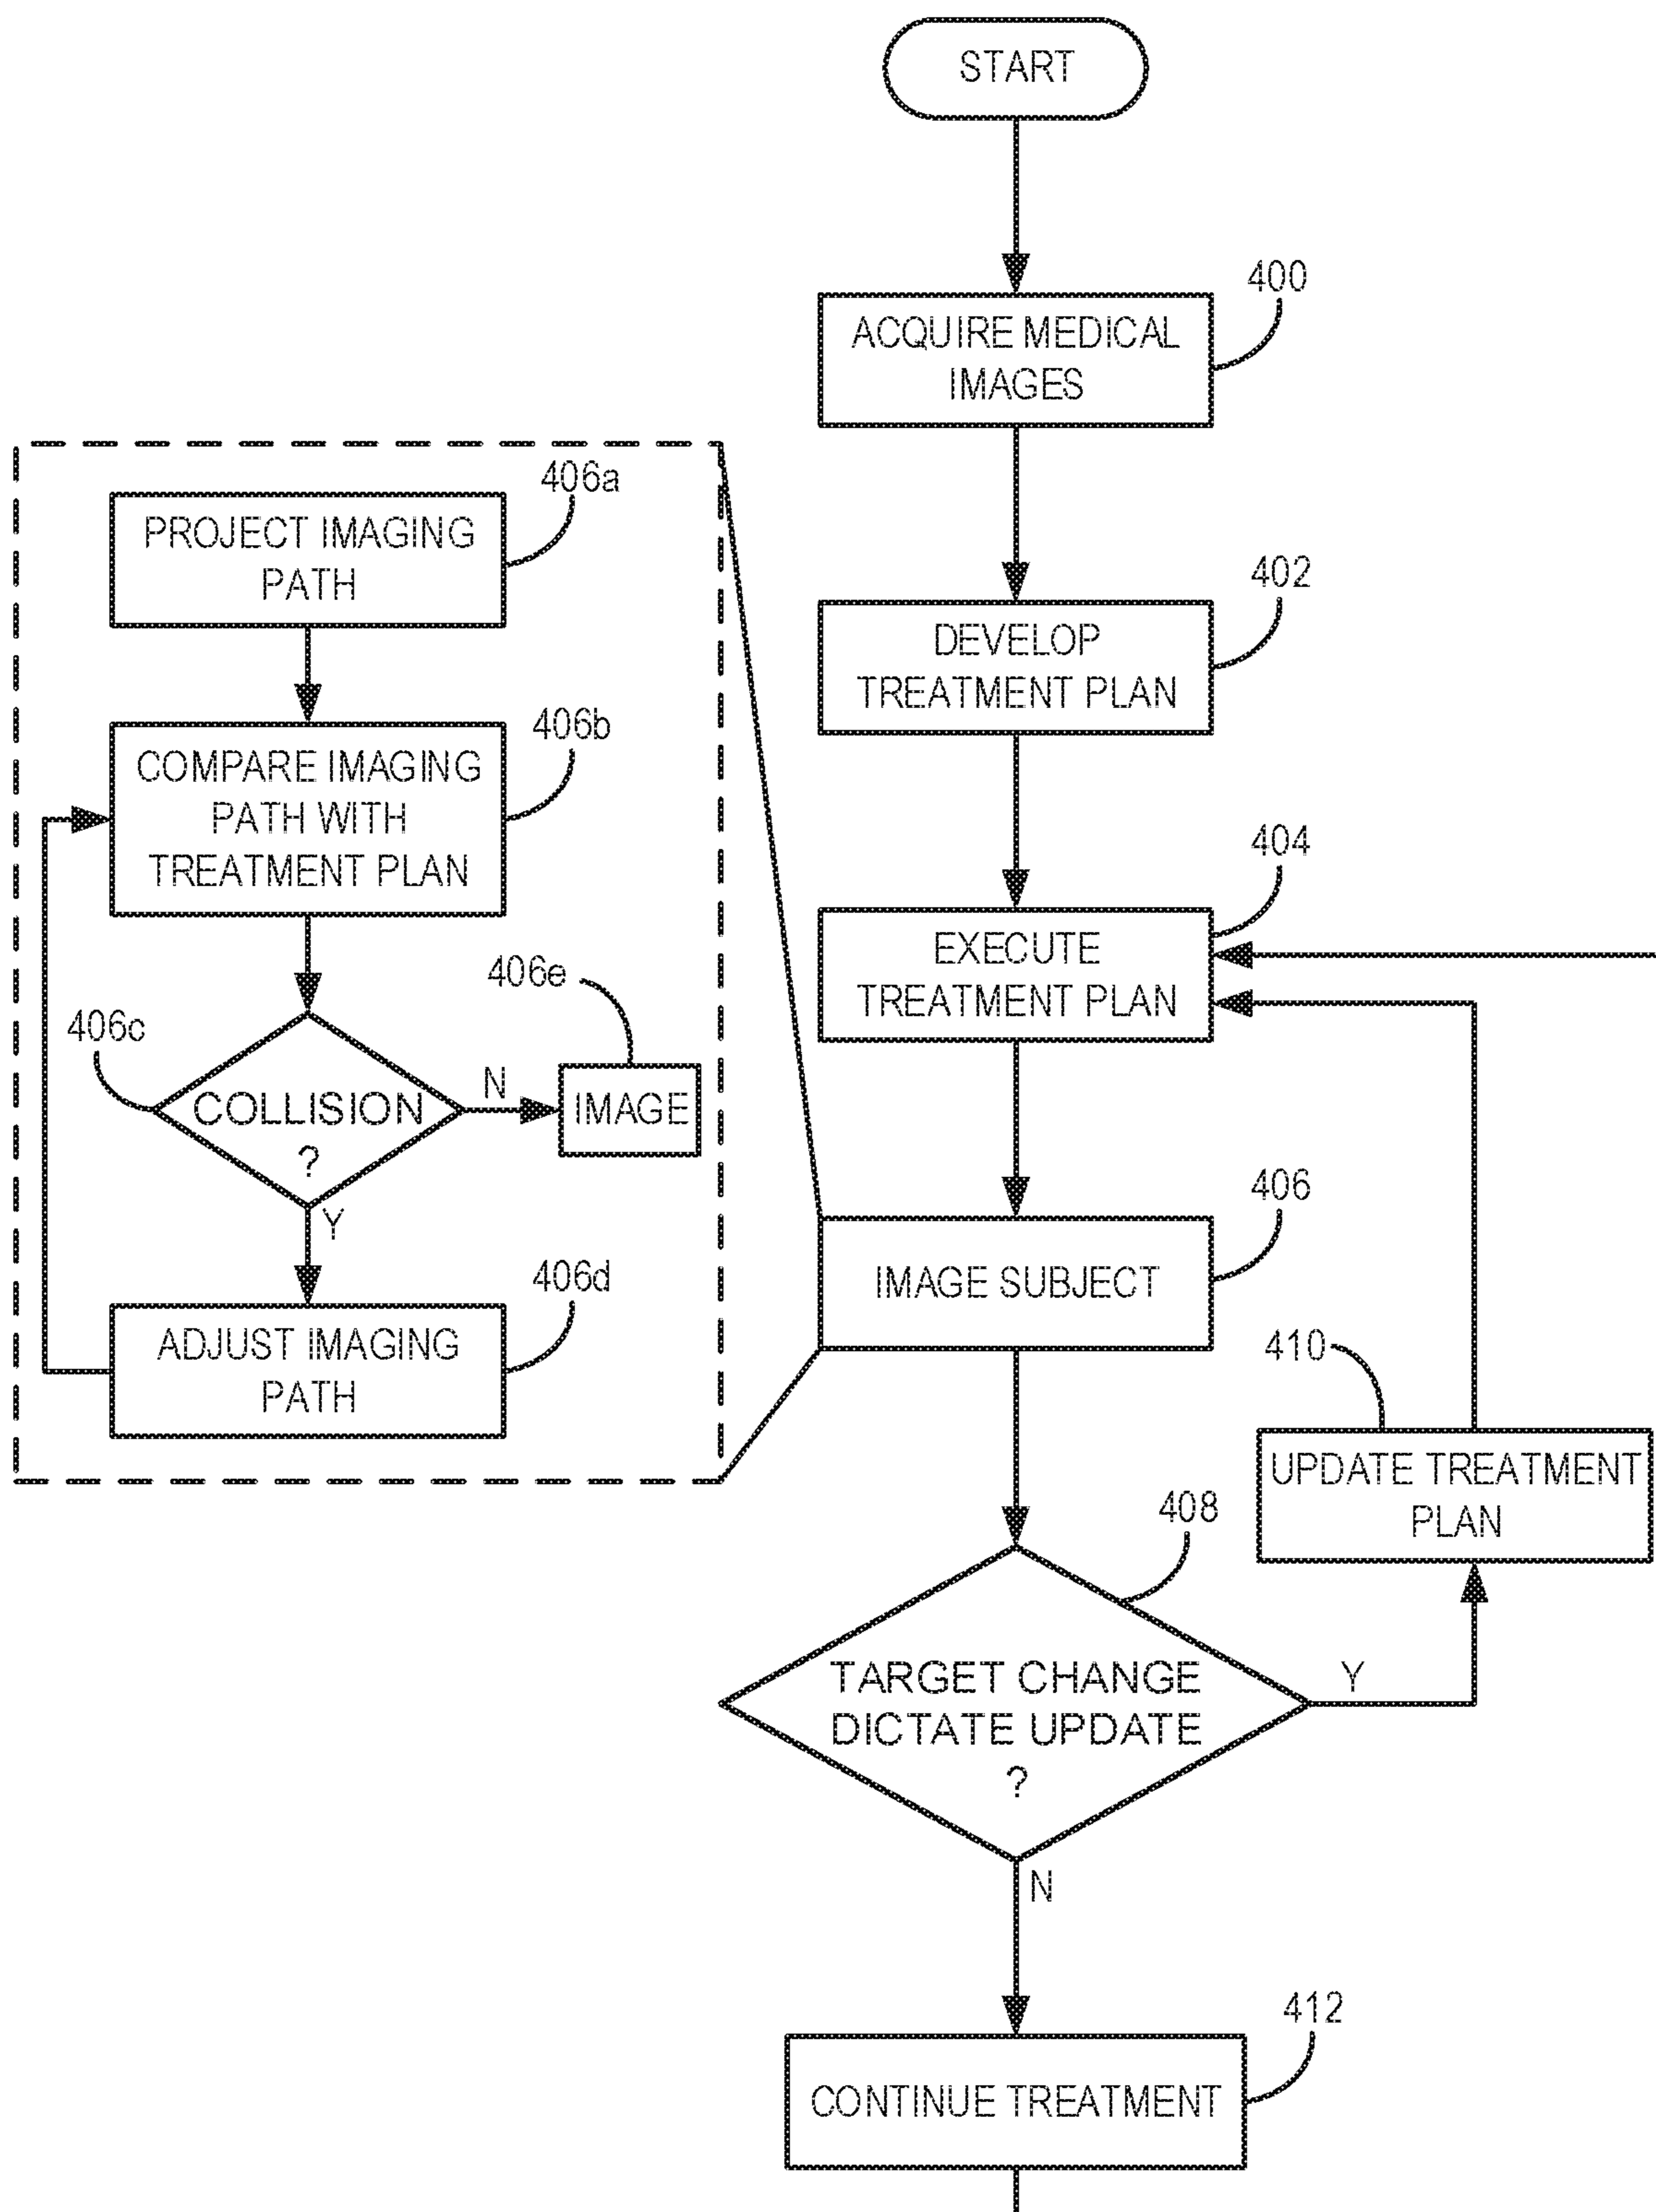 START
400
ACQUIRE MEDICAL
IMAGES
402
DEVELOP
TREATMENT PLAN
404
EXECUTE
TREATMENT PLAN
406
IMAGE SUBJECT
406a
PROJECT IMAGING
PATH
406b
COMPARE IMAGING
PATH WITH
TREATMENT PLAN
406c
COLLISION
?
N
406e
IMAGE
Y
406d
ADJUST IMAGING
PATH
408
TARGET CHANGE
DICTATE UPDATE
?
Y
410
UPDATE TREATMENT
PLAN
N
412
CONTINUE TREATMENT